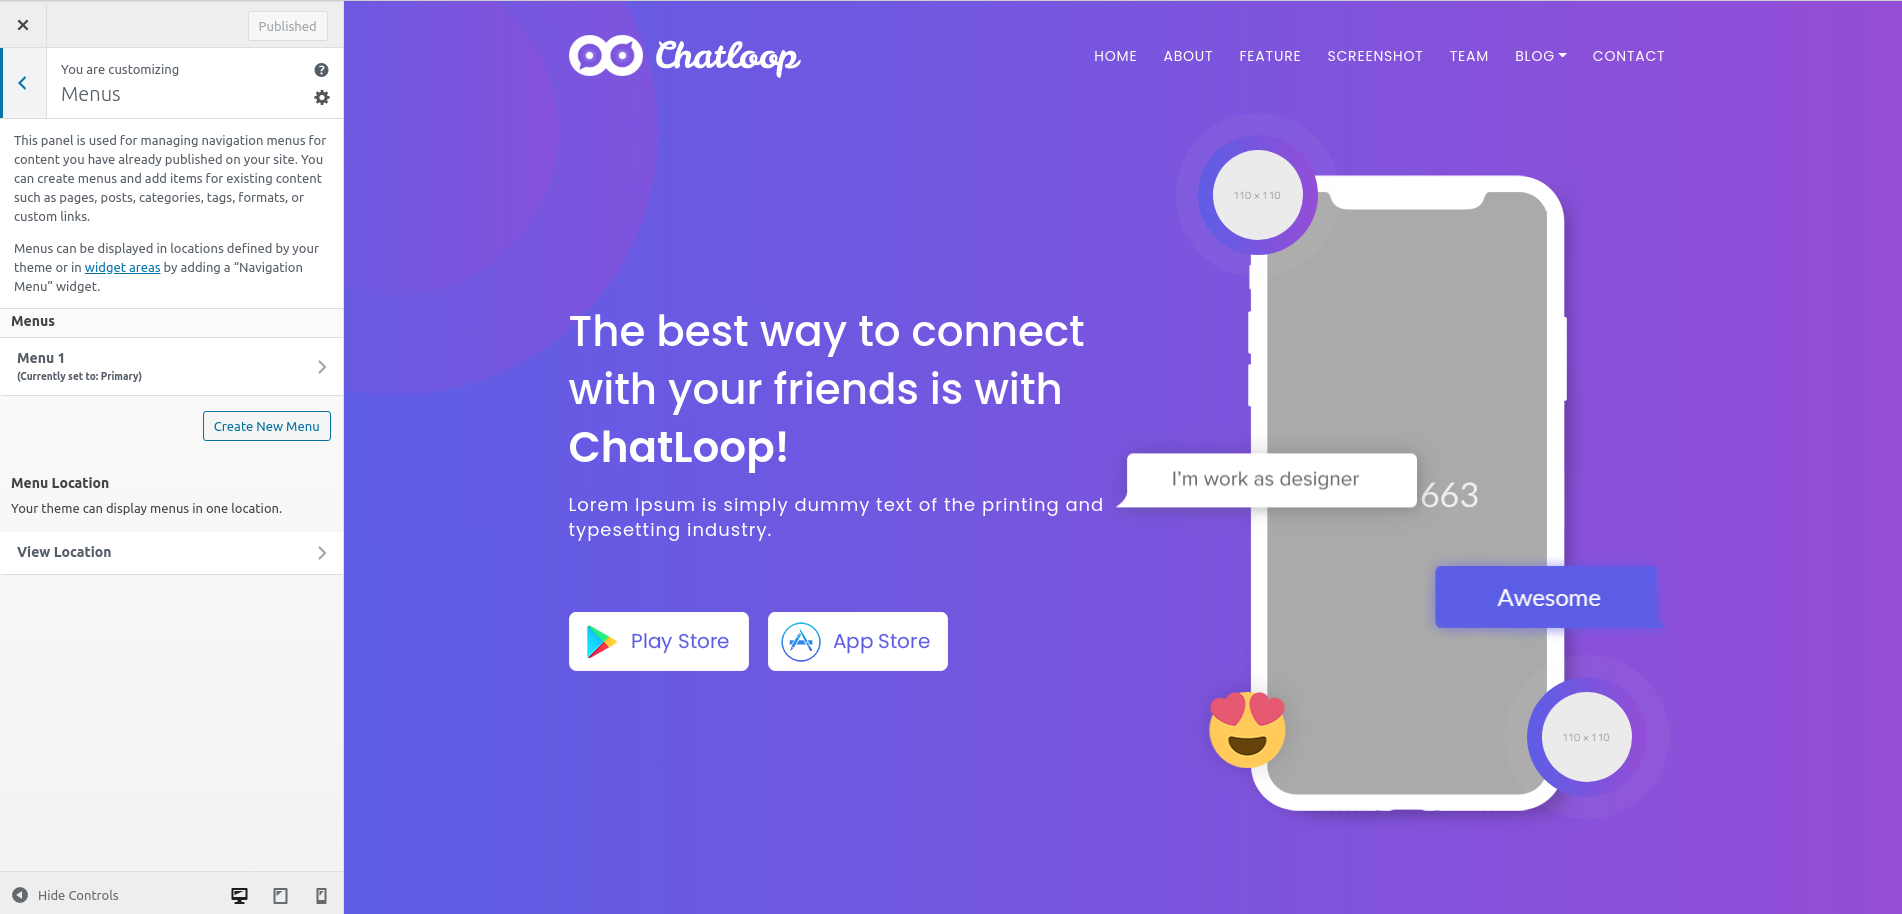 Published
You are customizing
Menus
This panel is used for managing navigation menus for
content you have already published on your site. You
can create menus and add items for existing content
such as pages, posts, categories, tags, formats, or
custom links.
Menus can be displayed in locations defined by your
theme or in widget areas by adding a “Navigation
Menu” widget.
Menus
Menu 1
(Currently set to: Primary)
Create New Menu
Menu Location
Your theme can display menus in one location.
View Location
Hide Controls
Chatloop
HOME ABOUT FEATURE SCREENSHOT TEAM BLOG CONTACT
110 × 110
The best way to connect
with your friends is with
ChatLoop!
Lorem Ipsum is simply dummy text of the printing and
typesetting industry.
Play Store App Store
I'm work as designer
663
Awesome
110 × 110